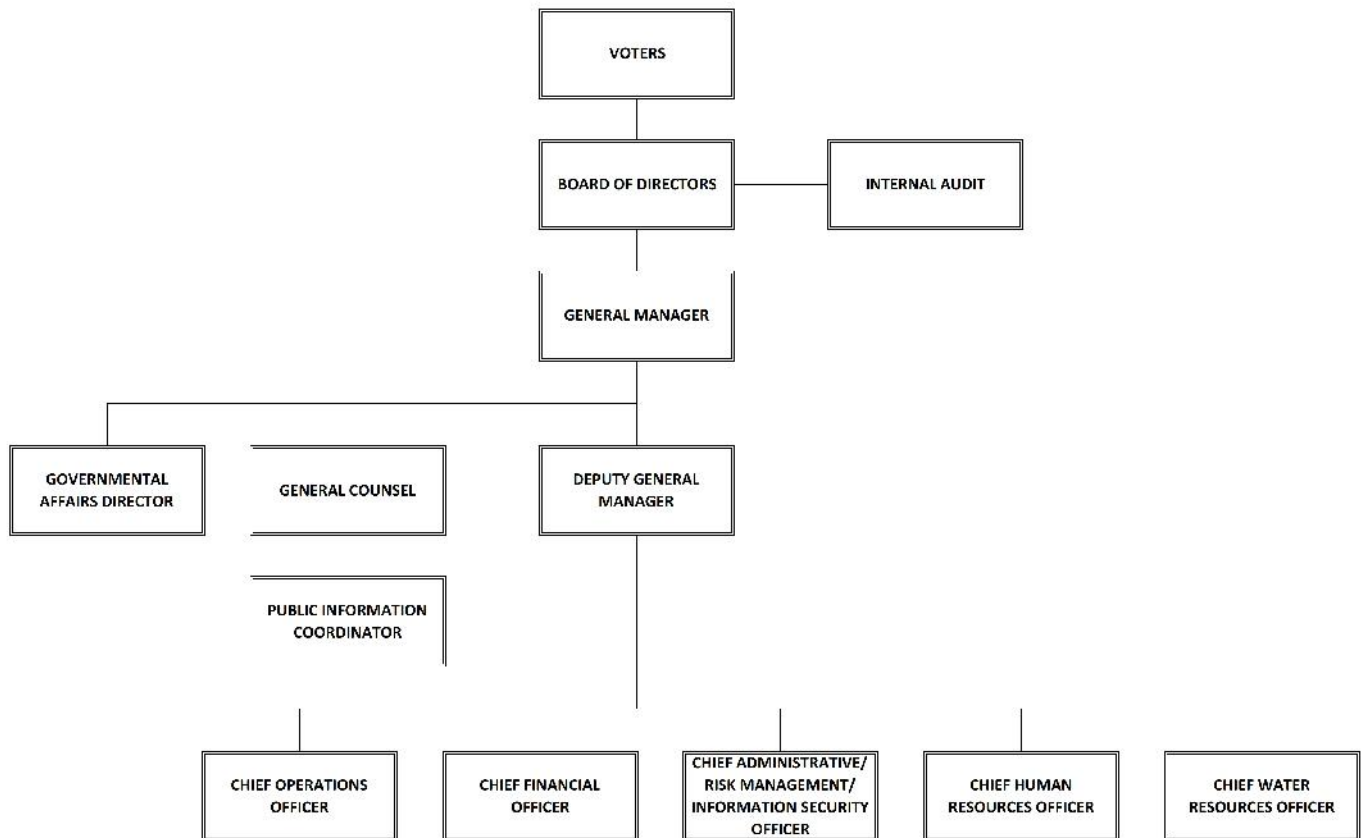 VOTERS
BOARD OF DIRECTORS
INTERNAL AUDIT
GENERAL MANAGER
GOVERNMENTAL
AFFAIRS DIRECTOR
GENERAL COUNSEL
DEPUTY GENERAL
MANAGER
PUBLIC INFORMATION
COORDINATOR
CHIEF OPERATIONS
OFFICER
CHIEF FINANCIAL
OFFICER
CHIEF ADMINISTRATIVE/
RISK MANAGEMENT/
INFORMATION SECURITY
OFFICER
CHIEF HUMAN
RESOURCES OFFICER
CHIEF WATER
RESOURCES OFFICER